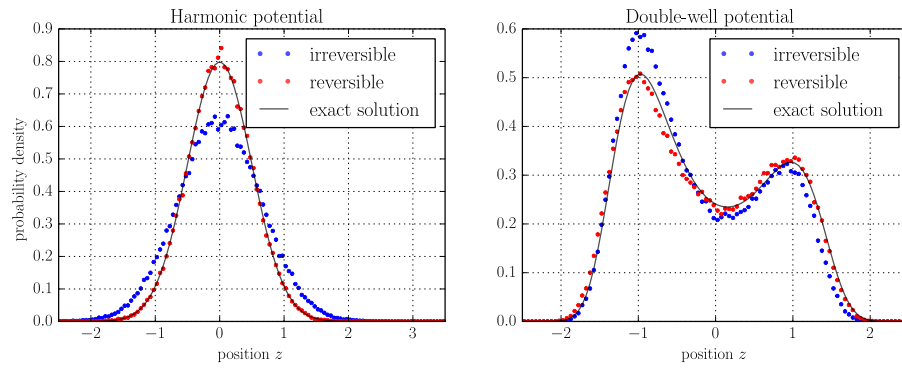 Harmonic potential
0.9
0.8
0.7
0.6
0.5
0.4
0.3
0.2
0.1
0.0
probability density
irreversible
reversible
exact solution
−2 −1 0 1 2 3
position z
Double-well potential
0.6
0.5
0.4
0.3
0.2
0.1
0.0
irreversible
reversible
exact solution
−2 −1 0 1 2
position z